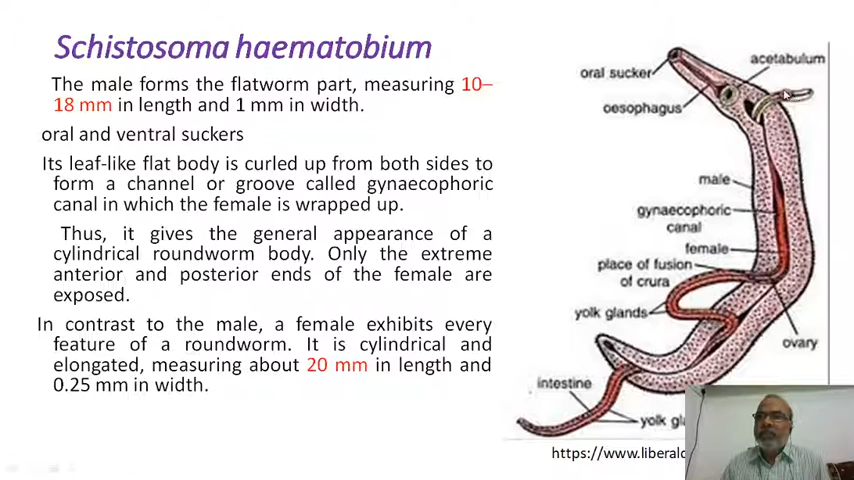 Schistosoma haematobium
The male forms the flatworm part, measuring 10–
18 mm in length and 1 mm in width.
oral and ventral suckers
Its leaf-like flat body is curled up from both sides to
form a channel or groove called gynaecophoric
canal in which the female is wrapped up.
Thus, it gives the general appearance of a
cylindrical roundworm body. Only the extreme
anterior and posterior ends of the female are
exposed.
In contrast to the male, a female exhibits every
feature of a roundworm. It is cylindrical and
elongated, measuring about 20 mm in length and
0.25 mm in width.
acetabulum
oral sucker
oesophagus
male
gynaecophoric
canal
female
place of fusion
of crura
yolk glands
ovary
intestine
yolk
https://www.liberal